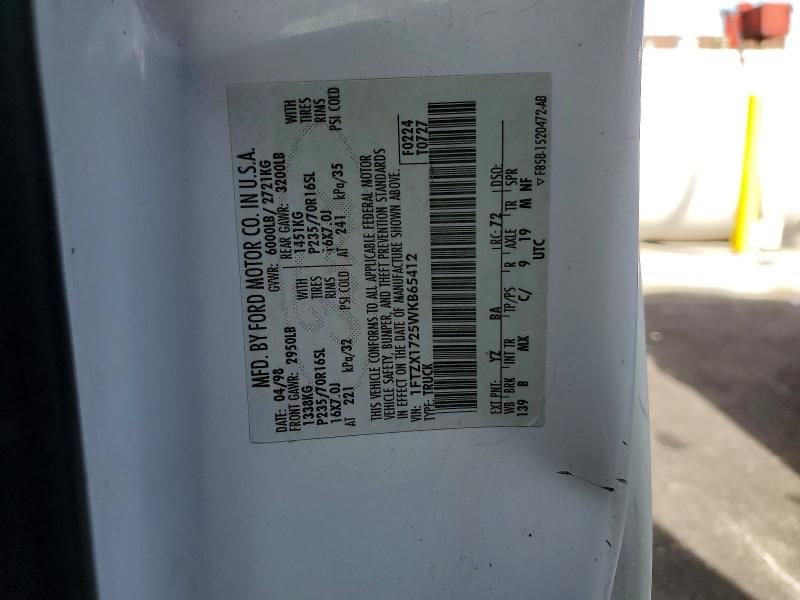 MFD. BY FORD MOTOR CO. IN U.S.A.
DATE: 04/98 GVWR: 6000LB/2721KG
FRONT GAWR: 2950LB REAR GAWR: 3200LB
1338KG WITH 1451KG WITH
P235/70R16SL TIRES P235/70R16SL TIRES
16X7.0J RIMS 16X7.0J RIMS
AT 221 kPa/32 PSI COLD AT 241 kPa/35 PSI COLD
THIS VEHICLE CONFORMS TO ALL APPLICABLE FEDERAL MOTOR
VEHICLE SAFETY, BUMPER, AND THEFT PREVENTION STANDARDS
IN EFFECT ON THE DATE OF MANUFACTURE SHOWN ABOVE.
VIN: 1FTZX1725WKB65412 F0224
TYPE: TRUCK T0727
EXT PNT: YZ BA RC: 72 DSO:
WB BRK INT TR TP/PS R AXLE TR SPR
139 B MX C/ 9 19 M NF
UTC ▽ F85B-1520472-AB